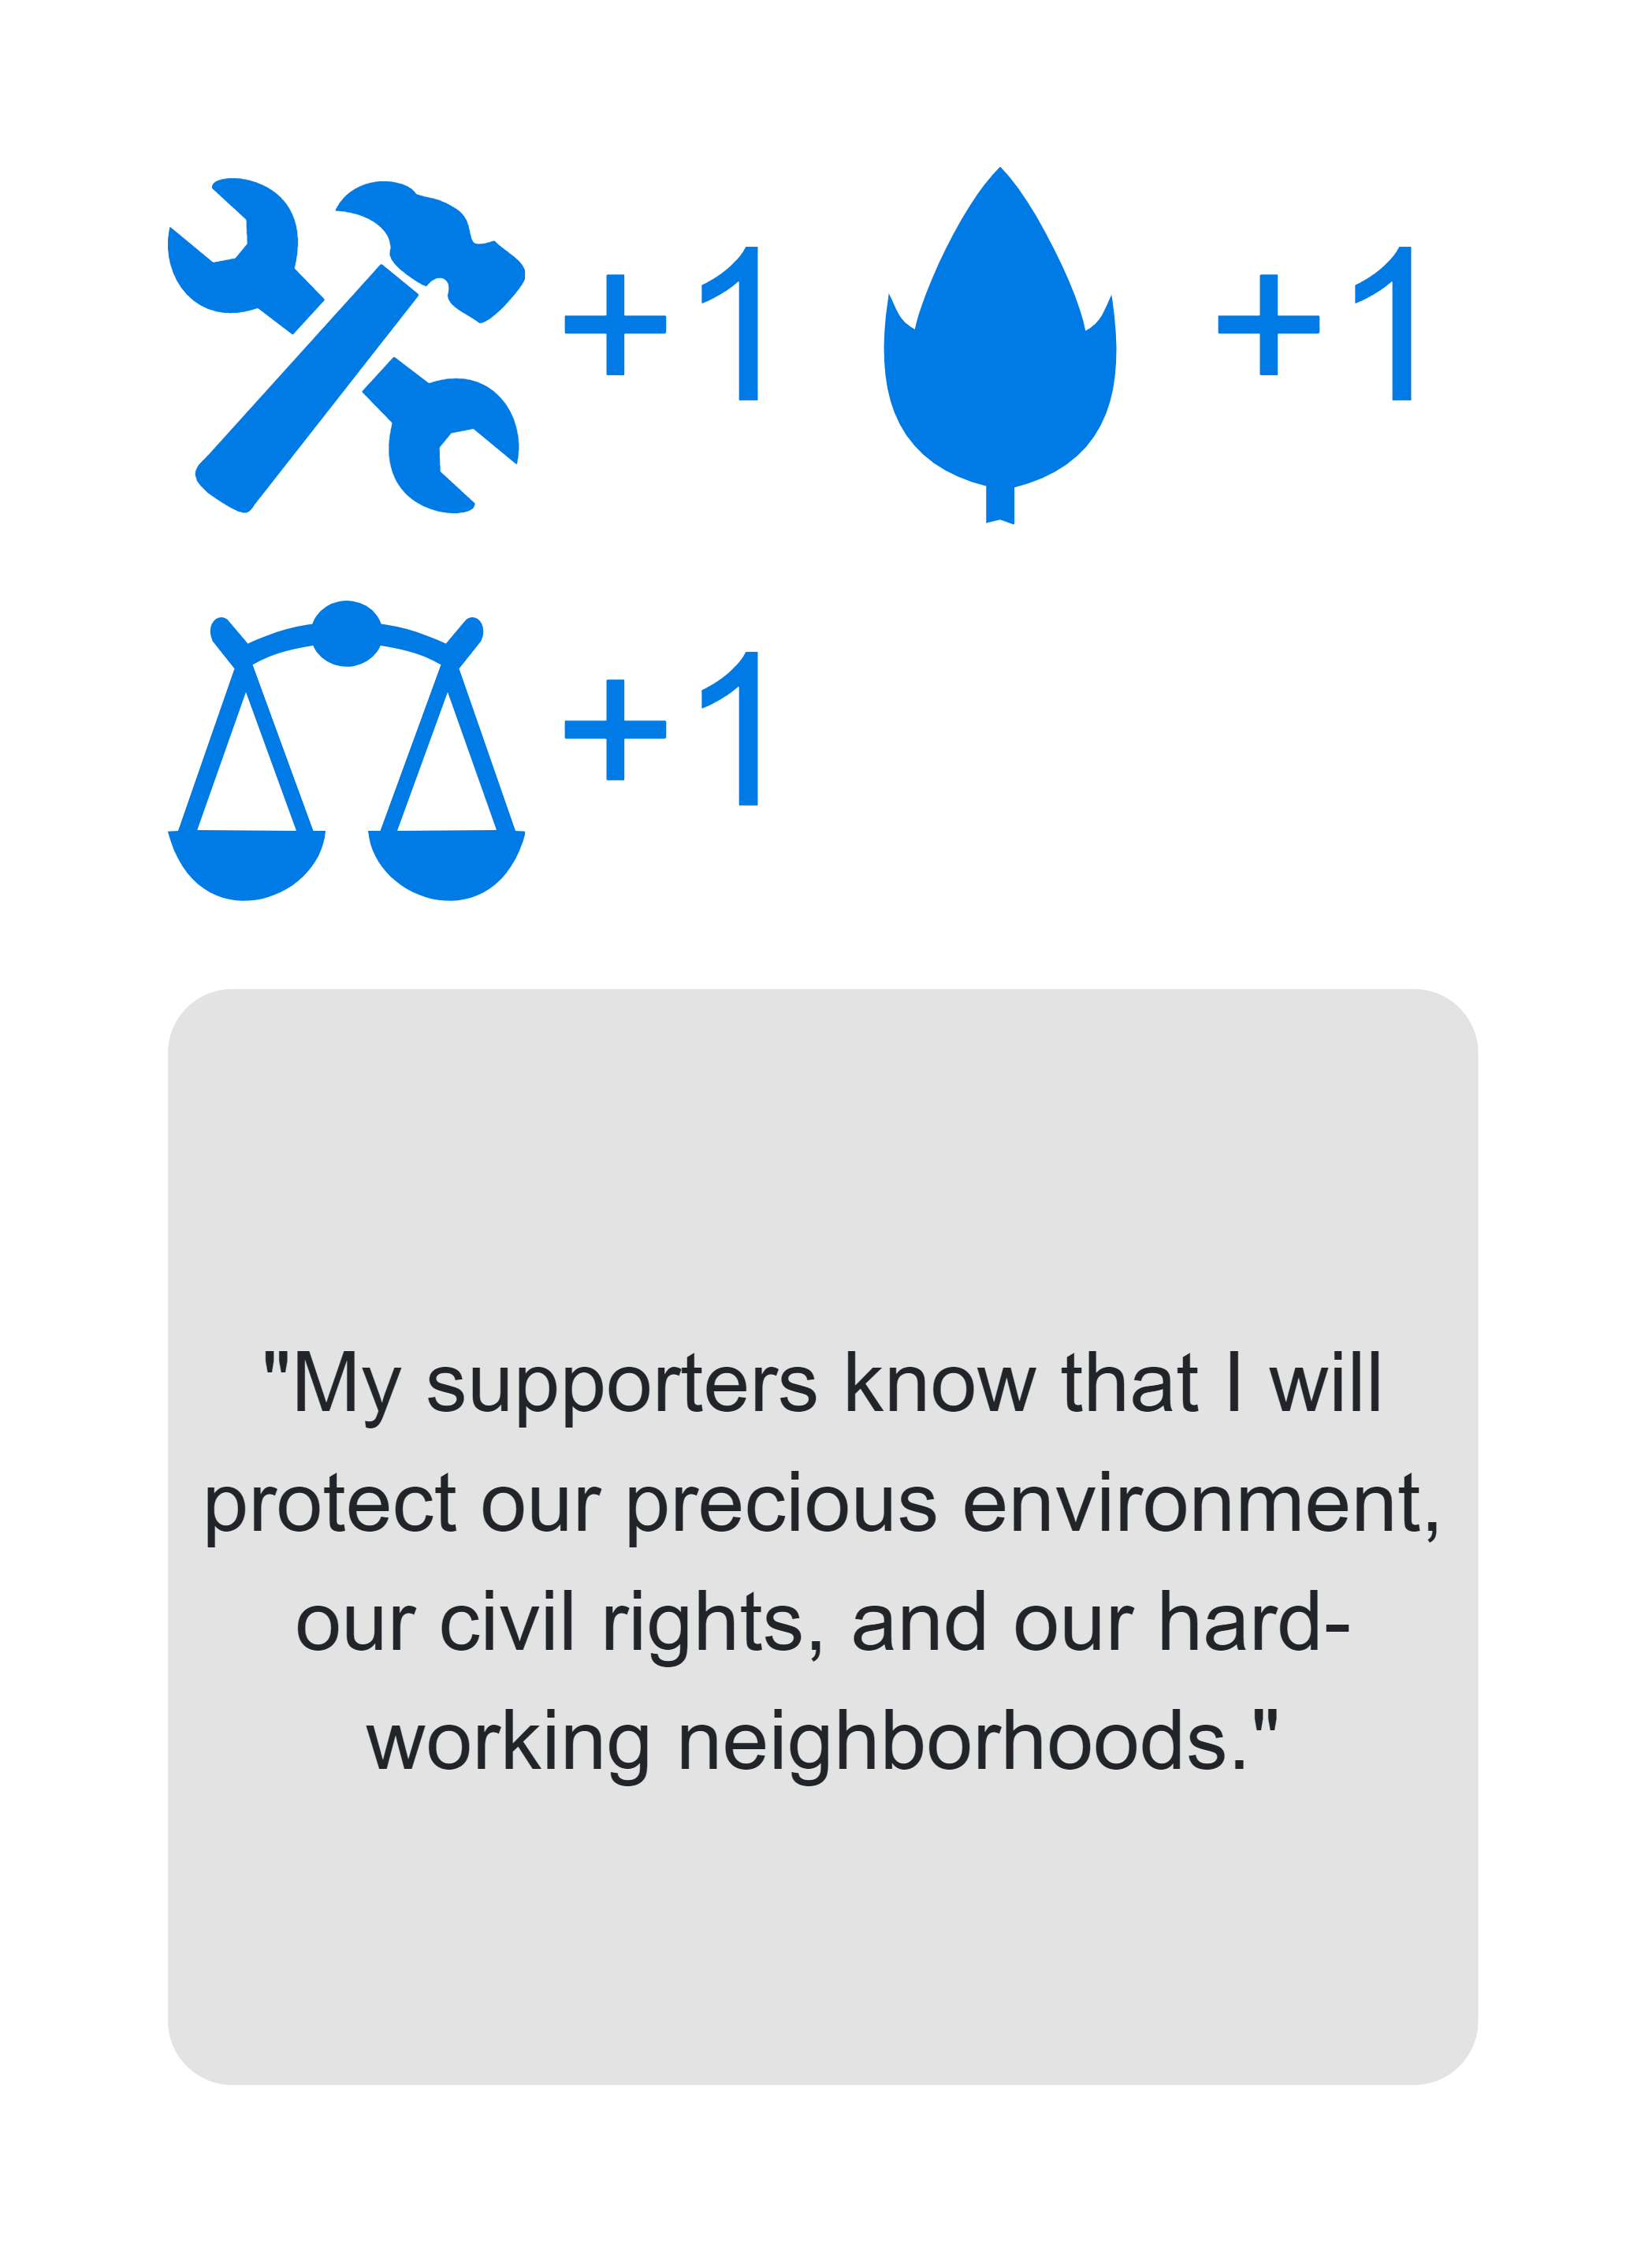 +1 +1
+1
"My supporters know that I will
protect our precious environment,
our civil rights, and our hard-
working neighborhoods."